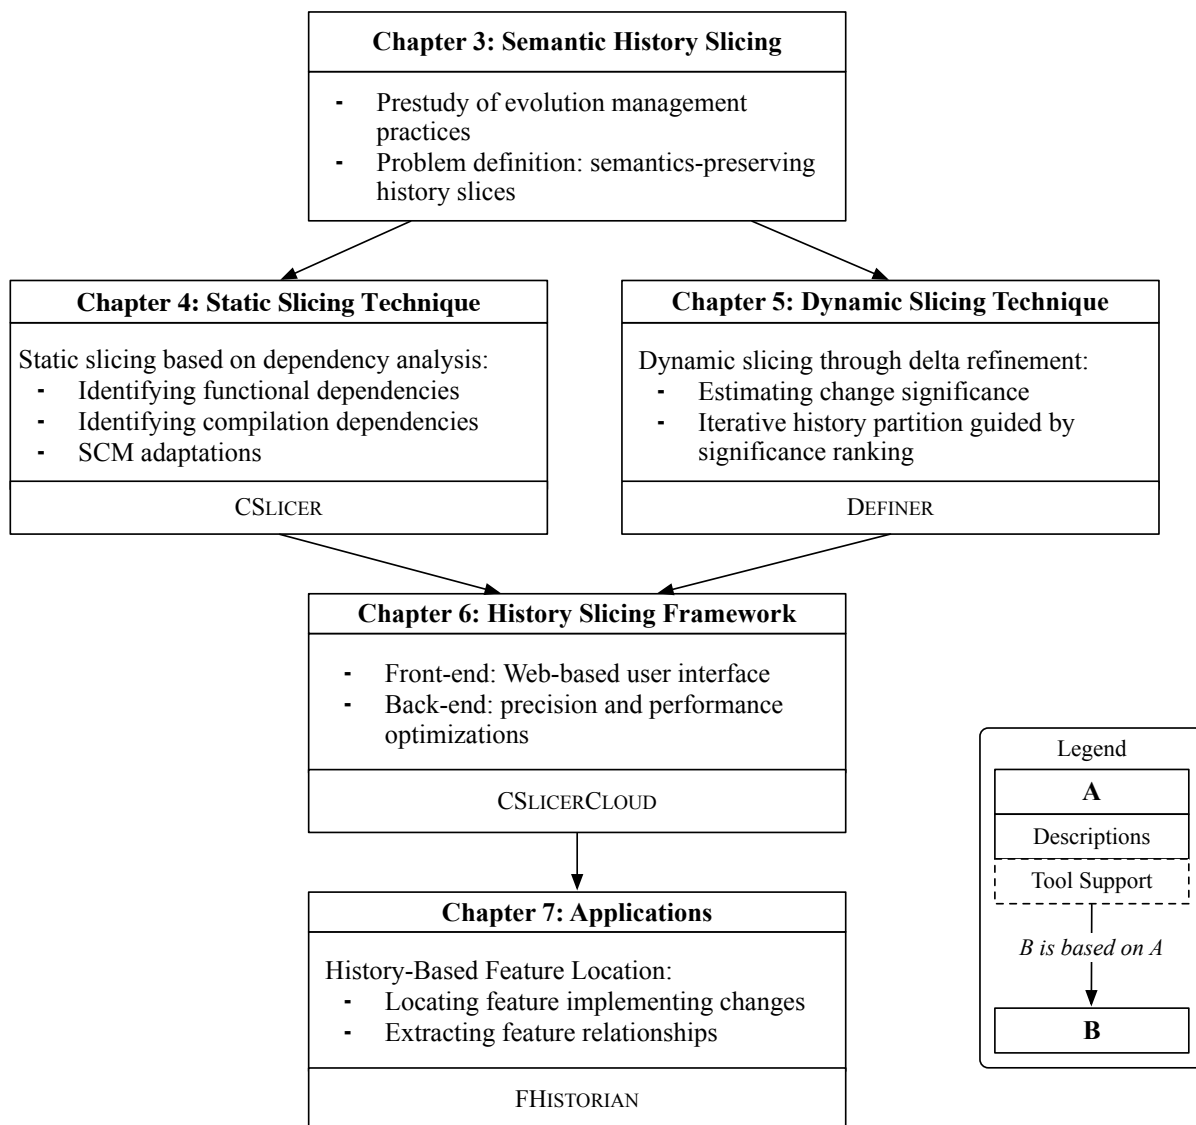 Chapter 3: Semantic History Slicing
- Prestudy of evolution management
practices
- Problem definition: semantics-preserving
history slices
Chapter 4: Static Slicing Technique
Static slicing based on dependency analysis:
- Identifying functional dependencies
- Identifying compilation dependencies
- SCM adaptations
CSLICER
Chapter 5: Dynamic Slicing Technique
Dynamic slicing through delta refinement:
- Estimating change significance
- Iterative history partition guided by
significance ranking
DEFINER
Chapter 6: History Slicing Framework
- Front-end: Web-based user interface
- Back-end: precision and performance
optimizations
CSLICERCLOUD
Chapter 7: Applications
History-Based Feature Location:
- Locating feature implementing changes
- Extracting feature relationships
FHISTORIAN
Legend
A
Descriptions
Tool Support
B is based on A
B